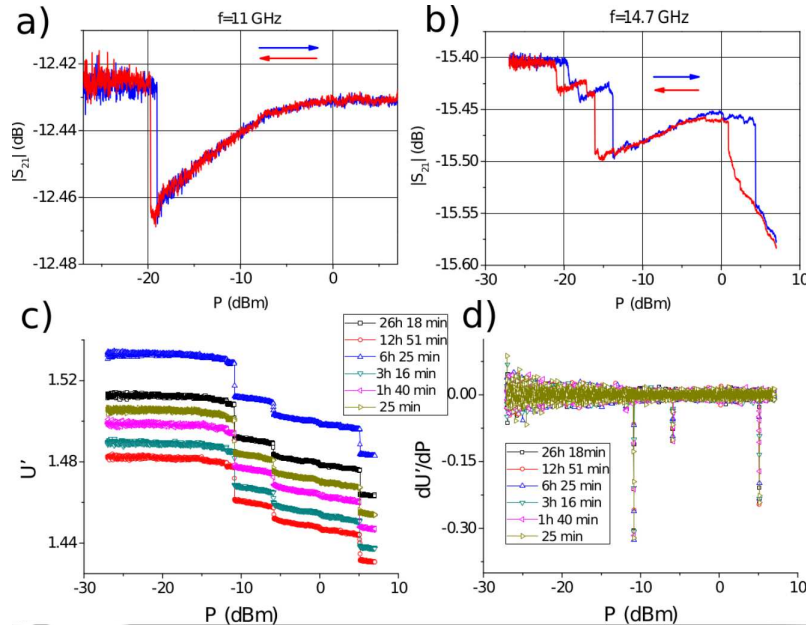 a)
f=11 GHz
-12.42
-12.44
-12.46
-12.48
|S21| (dB)
-20
-10
0
P (dBm)
b)
f=14.7 GHz
-15.40
-15.45
-15.50
-15.55
-15.60
|S21| (dB)
-30
-20
-10
0
10
P (dBm)
c)
26h 18 min
12h 51 min
6h 25 min
3h 16 min
1h 40 min
25 min
1.52
1.48
1.44
U'
-30
-20
-10
0
10
P (dBm)
d)
0.00
-0.15
-0.30
dU'/dP
26h 18min
12h 51 min
6h 25 min
3h 16 min
1h 40 min
25 min
-30
-20
-10
0
10
P (dBm)